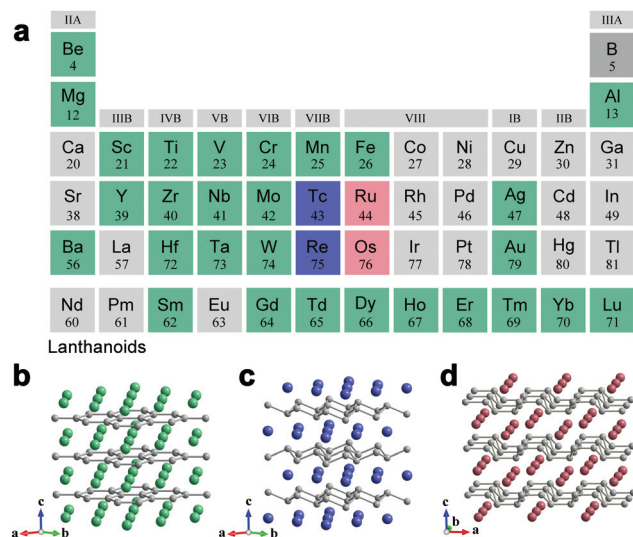 a
IIA IIIA
Be B
4 5
Mg Al
12 13
IIIB IVB VB VIB VIIB VIII IB IIB
Ca Sc Ti V Cr Mn Fe Co Ni Cu Zn Ga
20 21 22 23 24 25 26 27 28 29 30 31
Sr Y Zr Nb Mo Tc Ru Rh Pd Ag Cd In
38 39 40 41 42 43 44 45 46 47 48 49
Ba La Hf Ta W Re Os Ir Pt Au Hg Tl
56 57 72 73 74 75 76 77 78 79 80 81
Nd Pm Sm Eu Gd Td Dy Ho Er Tm Yb Lu
60 61 62 63 64 65 66 67 68 69 70 71
Lanthanoids
b c d
c c c
a b a b b a